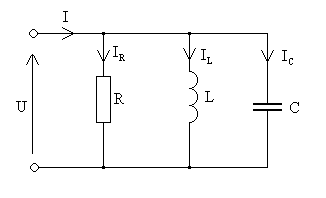 I
I_R I_L I_C
U R L C